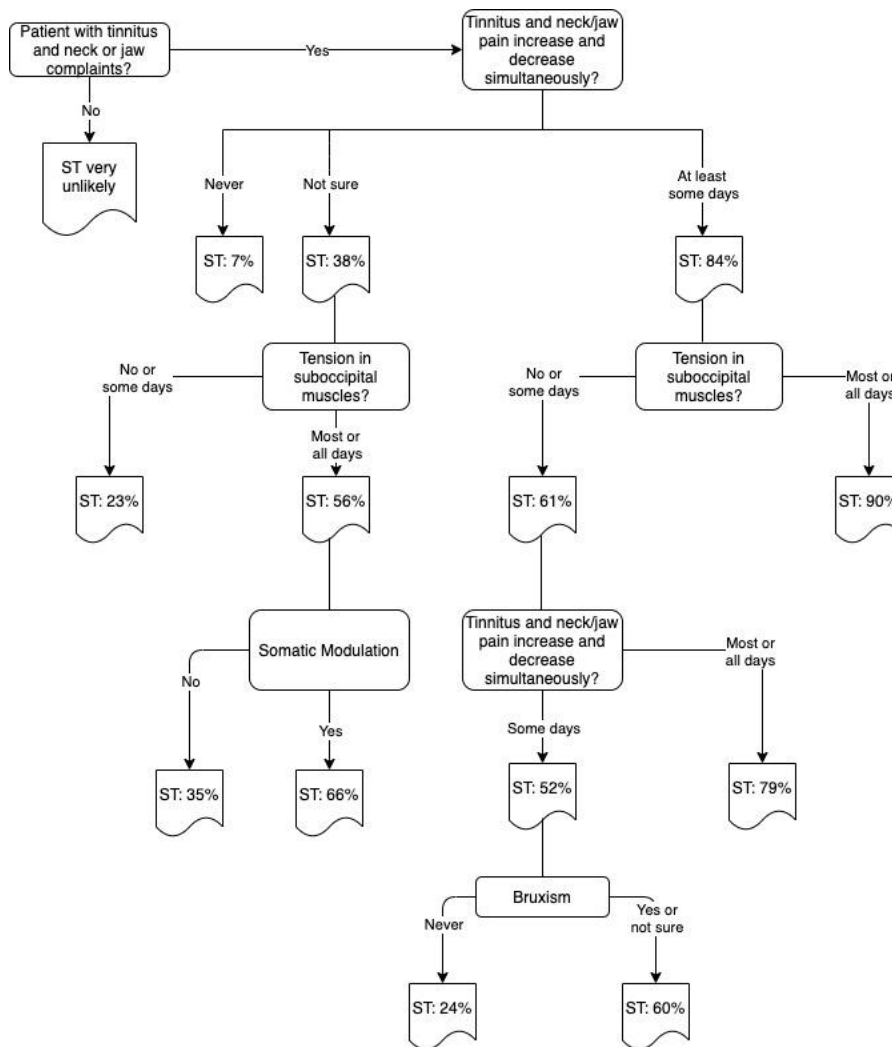 Patient with tinnitus
and neck or jaw
complaints?
Yes
Tinnitus and neck/jaw
pain increase and
decrease
simultaneously?
No
ST very
unlikely
Never
Not sure
At least
some days
ST: 7%
ST: 38%
ST: 84%
Tension in
suboccipital
muscles?
No or
some days
Most or
all days
Tension in
suboccipital
muscles?
No or
some days
Most or
all days
ST: 23%
ST: 56%
ST: 61%
ST: 90%
Somatic Modulation
No
Yes
Tinnitus and neck/jaw
pain increase and
decrease
simultaneously?
Some days
Most or
all days
ST: 35%
ST: 66%
ST: 52%
ST: 79%
Bruxism
Never
Yes or
not sure
ST: 24%
ST: 60%